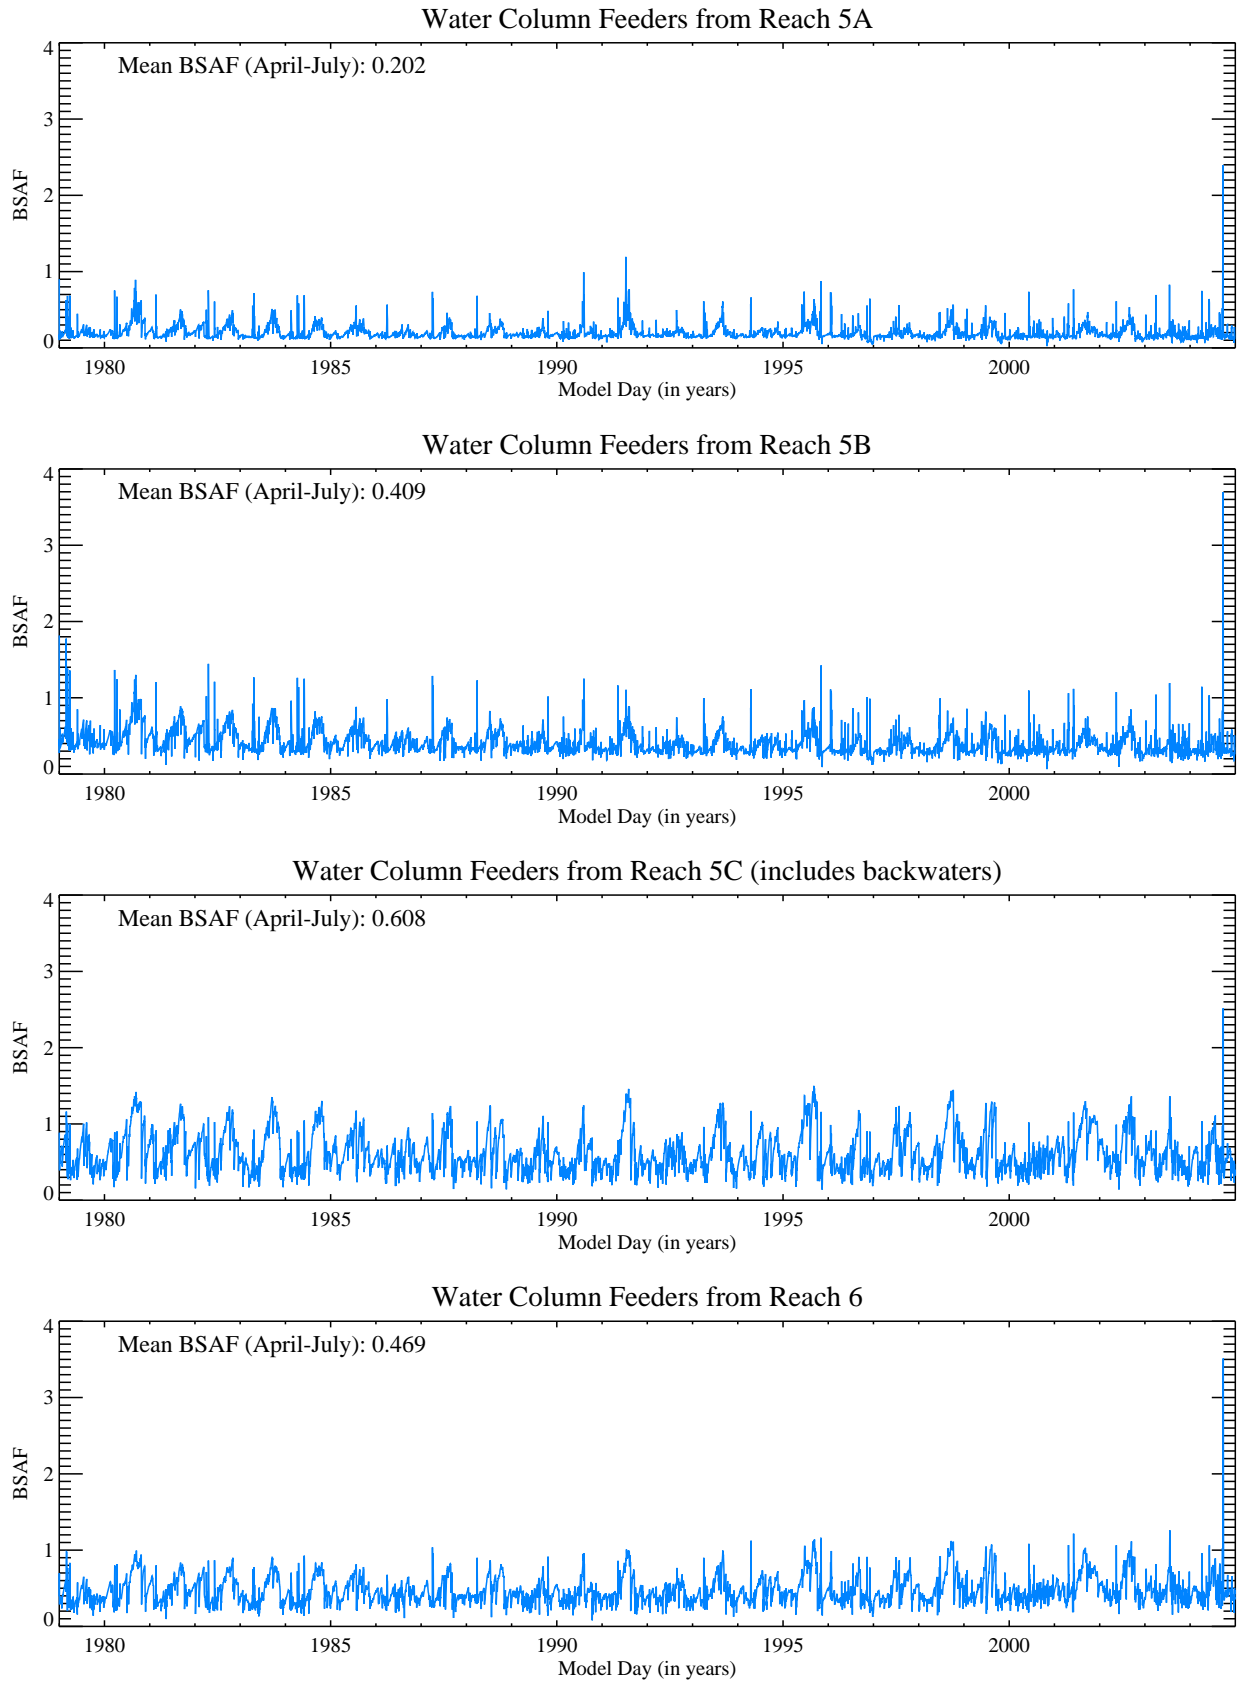 Water Column Feeders from Reach 5A
Mean BSAF (April-July): 0.202
4
3
2
1
0
BSAF
1980 1985 1990 1995 2000
Model Day (in years)
Water Column Feeders from Reach 5B
Mean BSAF (April-July): 0.409
4
3
2
1
0
BSAF
1980 1985 1990 1995 2000
Model Day (in years)
Water Column Feeders from Reach 5C (includes backwaters)
Mean BSAF (April-July): 0.608
4
3
2
1
0
BSAF
1980 1985 1990 1995 2000
Model Day (in years)
Water Column Feeders from Reach 6
Mean BSAF (April-July): 0.469
4
3
2
1
0
BSAF
1980 1985 1990 1995 2000
Model Day (in years)